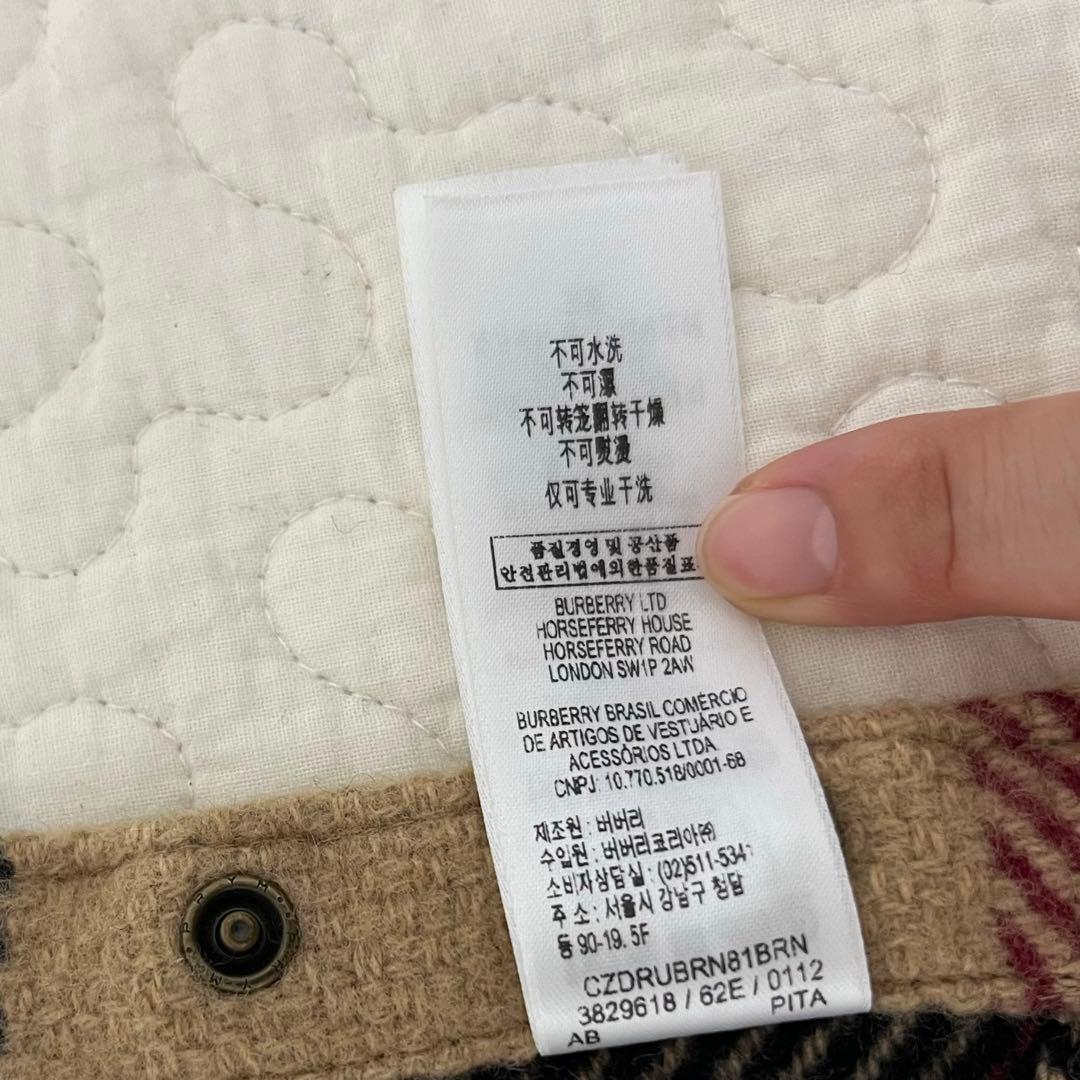 不可水洗
不可漂
不可转笼翻转干燥
不可熨烫
仅可专业干洗
품질경영 및 공산품
안전관리법에의한품질표
BURBERRY LTD
HORSEFERRY HOUSE
HORSEFERRY ROAD
LONDON SW1P 2AW
BURBERRY BRASIL COMÉRCIO
DE ARTIGOS DE VESTUÁRIO E
ACESSÓRIOS LTDA
CNPJ: 10.770.518/0001-68
제조원 : 버버리
수입원 : 버버리코리아㈜
소비자상담실 : (02)511-534
주 소 : 서울시 강남구 청담
동 90-19. 5F
CZDRUBRN81BRN
3829618 / 62E / 0112
AB PITA
PRYM